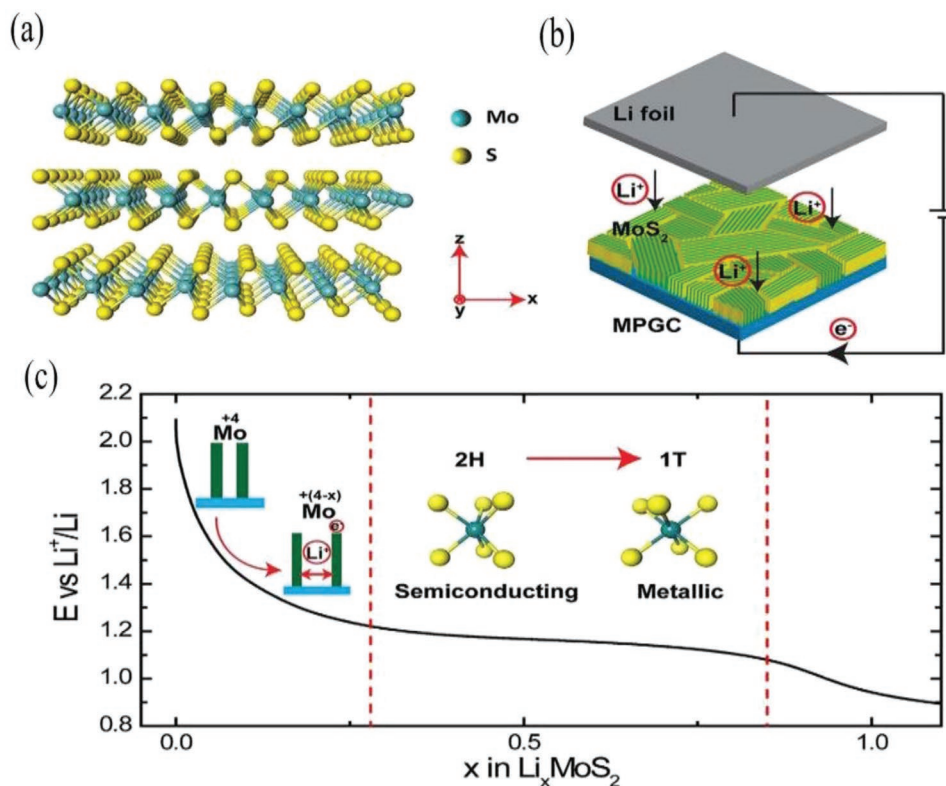 (a)
Mo
S
z
x
y
(b)
Li foil
Li⁺
Li⁺
MoS₂
Li⁺
MPGC
e⁻
(c)
E vs Li⁺/Li
2.2
2.0
1.8
1.6
1.4
1.2
1.0
0.8
+4
Mo
+(4-x)
Mo
e⁻
Li⁺
2H
1T
Semiconducting
Metallic
0.0
0.5
1.0
x in LiₓMoS₂